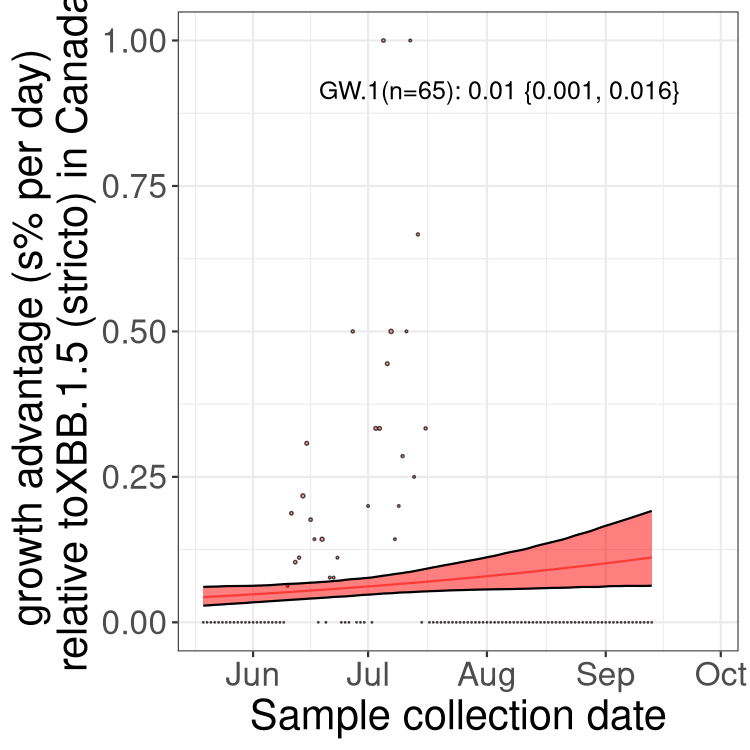 growth advantage (s% per day)
relative toXBB.1.5 (stricto) in Canada
1.00
0.75
0.50
0.25
0.00
GW.1(n=65): 0.01 {0.001, 0.016}
Jun Jul Aug Sep Oct
Sample collection date